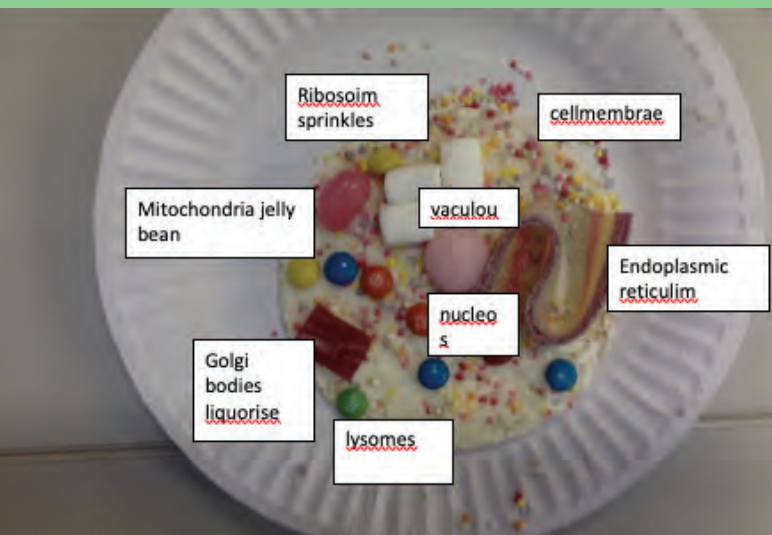 Ribosoim
sprinkles
cellmembrae
Mitochondria jelly
bean
vaculou
Endoplasmic
reticulim
nucleo
s
Golgi
bodies
liquorise
lysomes